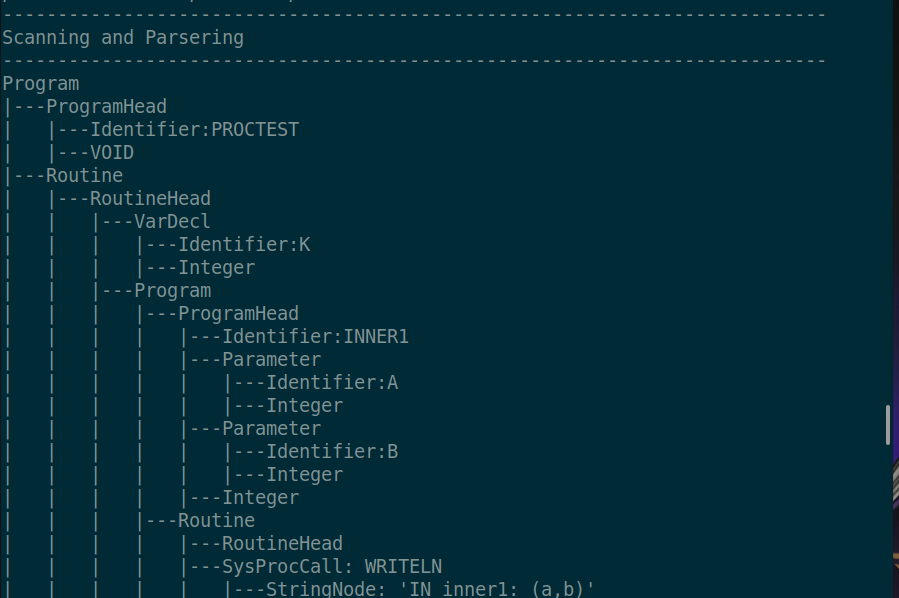 ---------------------------------------------------------------------------
Scanning and Parsering
---------------------------------------------------------------------------
Program
|---ProgramHead
|   |---Identifier:PROCTEST
|   |---VOID
|---Routine
|   |---RoutineHead
|   |   |---VarDecl
|   |   |   |---Identifier:K
|   |   |   |---Integer
|   |   |---Program
|   |   |   |---ProgramHead
|   |   |   |   |---Identifier:INNER1
|   |   |   |   |---Parameter
|   |   |   |   |   |---Identifier:A
|   |   |   |   |   |---Integer
|   |   |   |   |---Parameter
|   |   |   |   |   |---Identifier:B
|   |   |   |   |   |---Integer
|   |   |   |   |---Integer
|   |   |   |---Routine
|   |   |   |   |---RoutineHead
|   |   |   |   |---SysProcCall: WRITELN
|   |   |   |   |   |---StringNode: 'IN inner1: (a,b)'